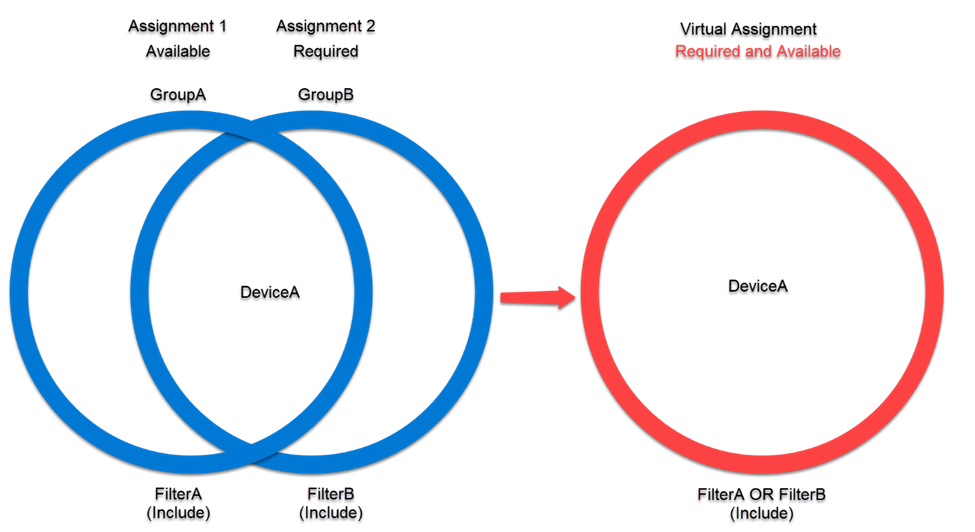 Assignment 1
Available
GroupA
Assignment 2
Required
GroupB
DeviceA
FilterA
(Include)
FilterB
(Include)
Virtual Assignment
Required and Available
DeviceA
FilterA OR FilterB
(Include)